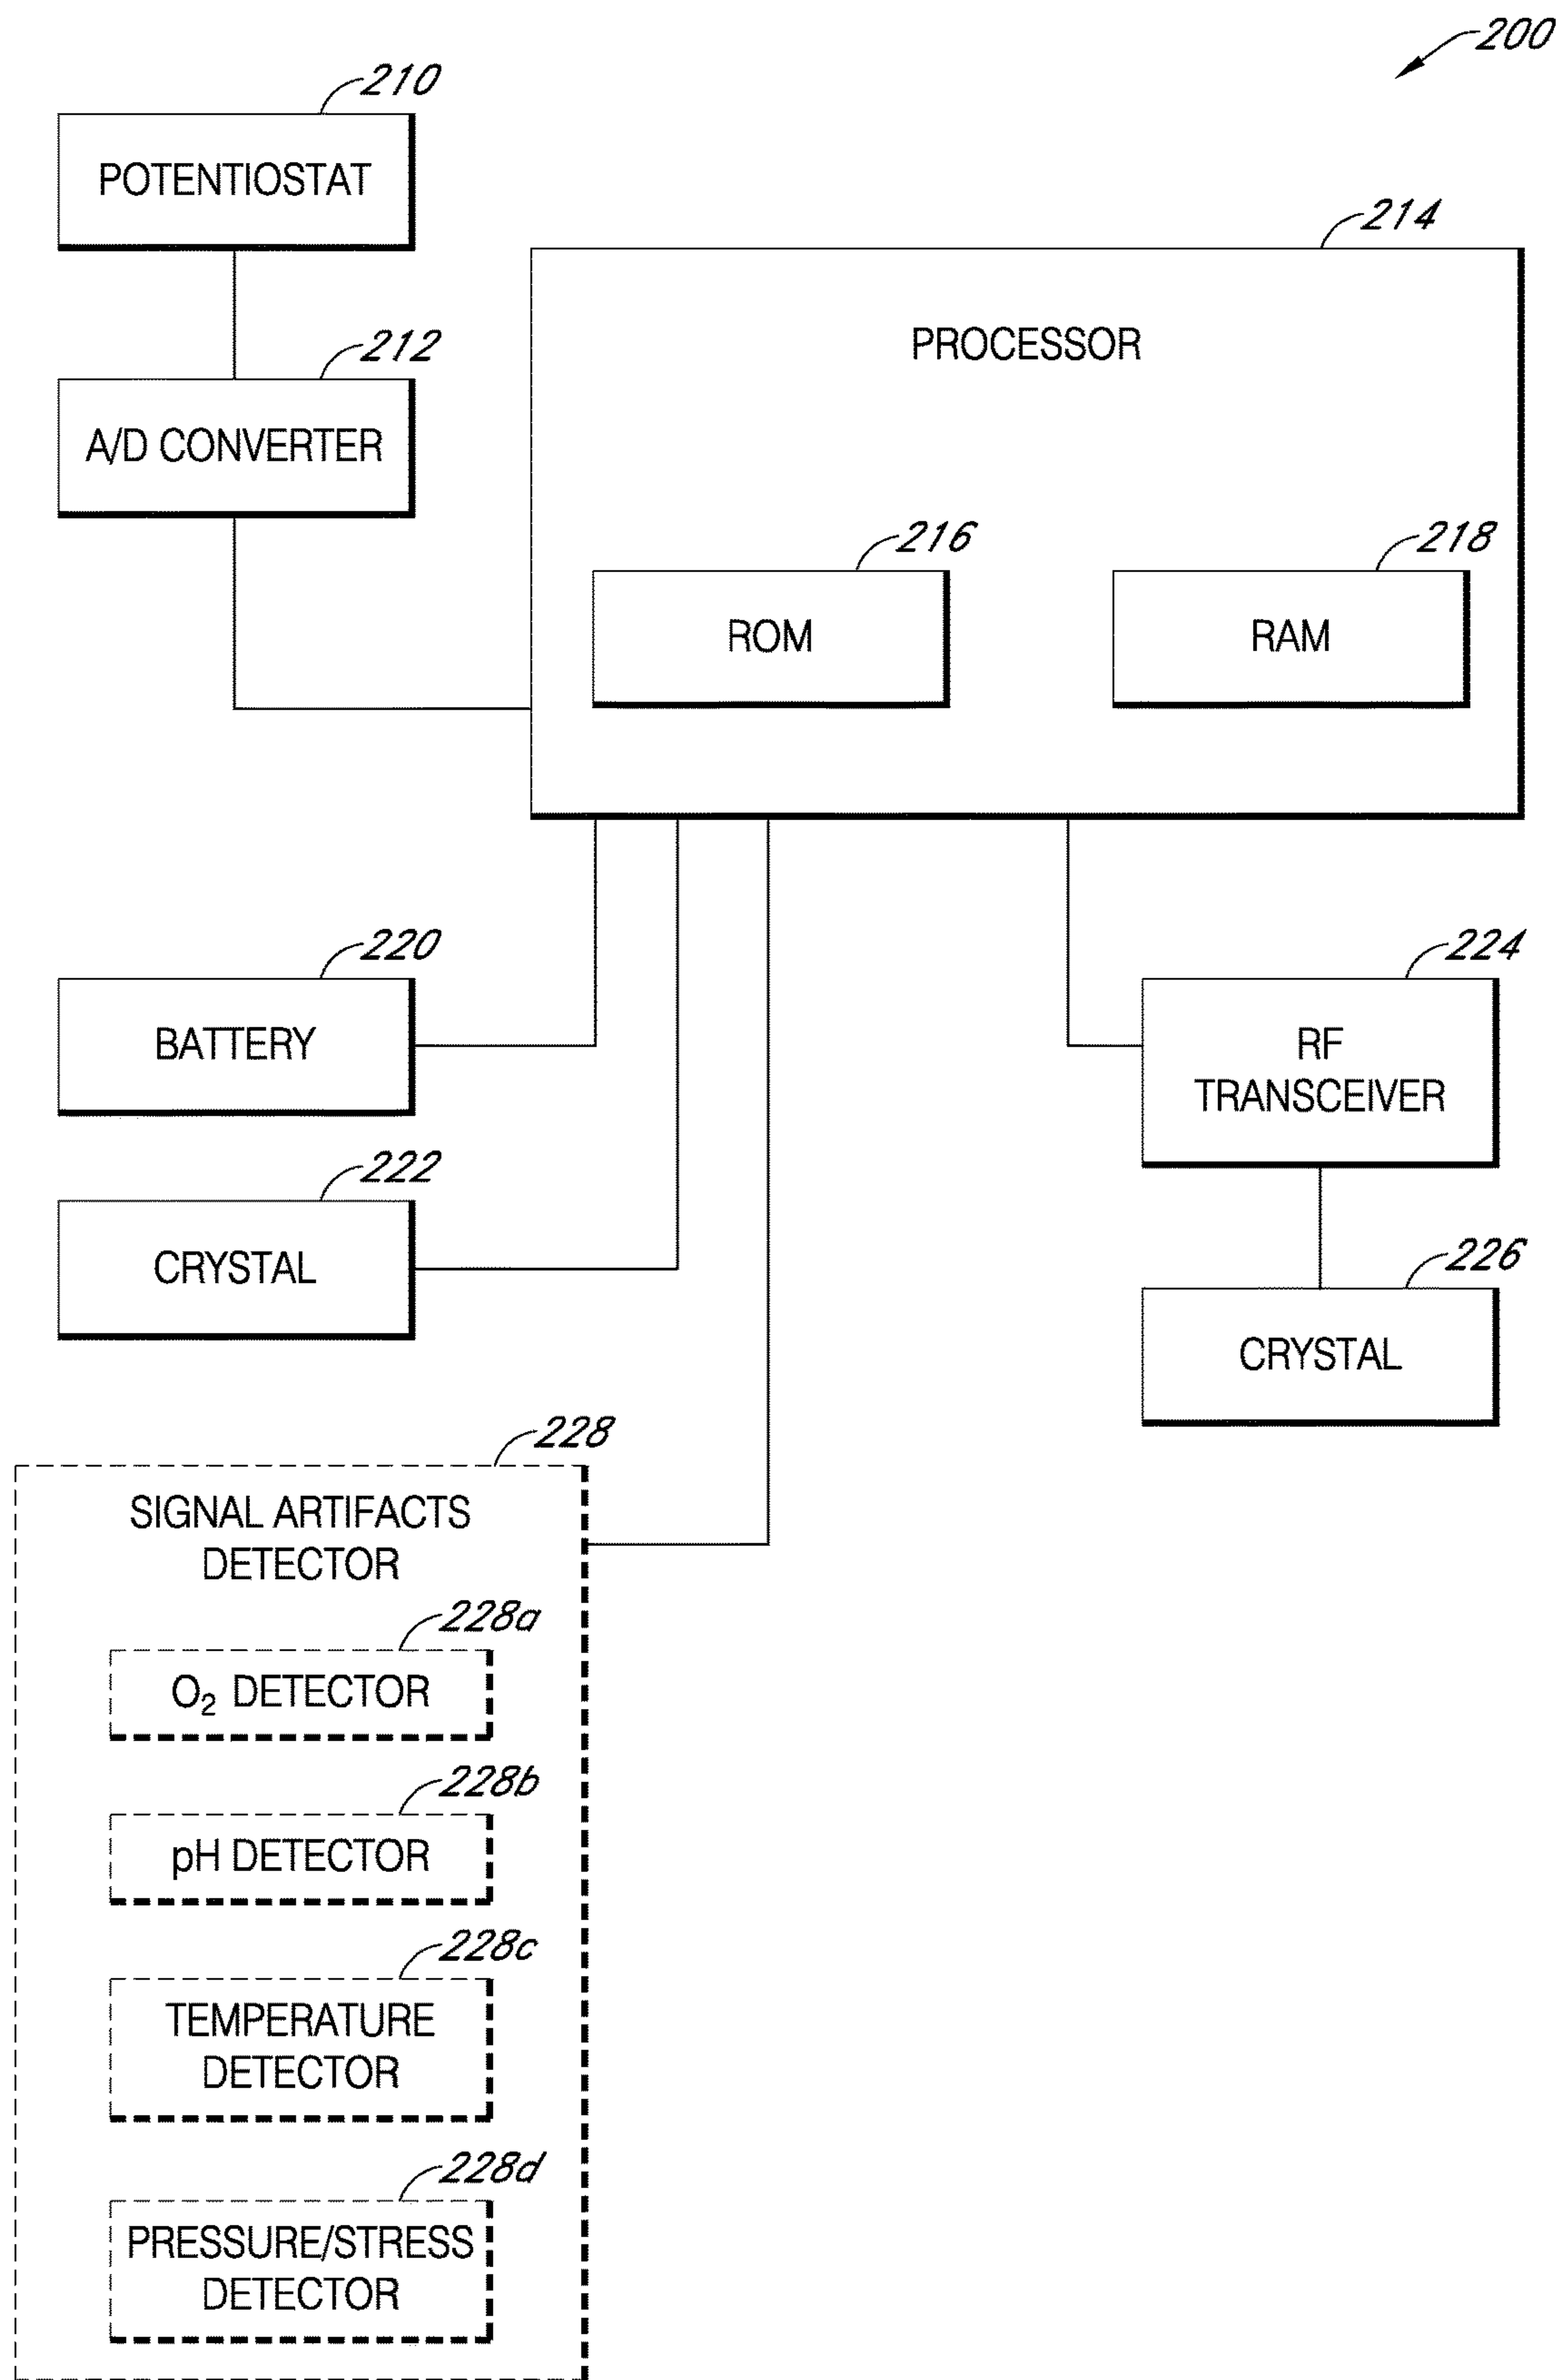 200
210
POTENTIOSTAT
214
PROCESSOR
212
A/D CONVERTER
216
ROM
218
RAM
220
BATTERY
224
RF
TRANSCEIVER
222
CRYSTAL
226
CRYSTAL
228
SIGNAL ARTIFACTS
DETECTOR
228a
O₂ DETECTOR
228b
pH DETECTOR
228c
TEMPERATURE
DETECTOR
228d
PRESSURE/STRESS
DETECTOR